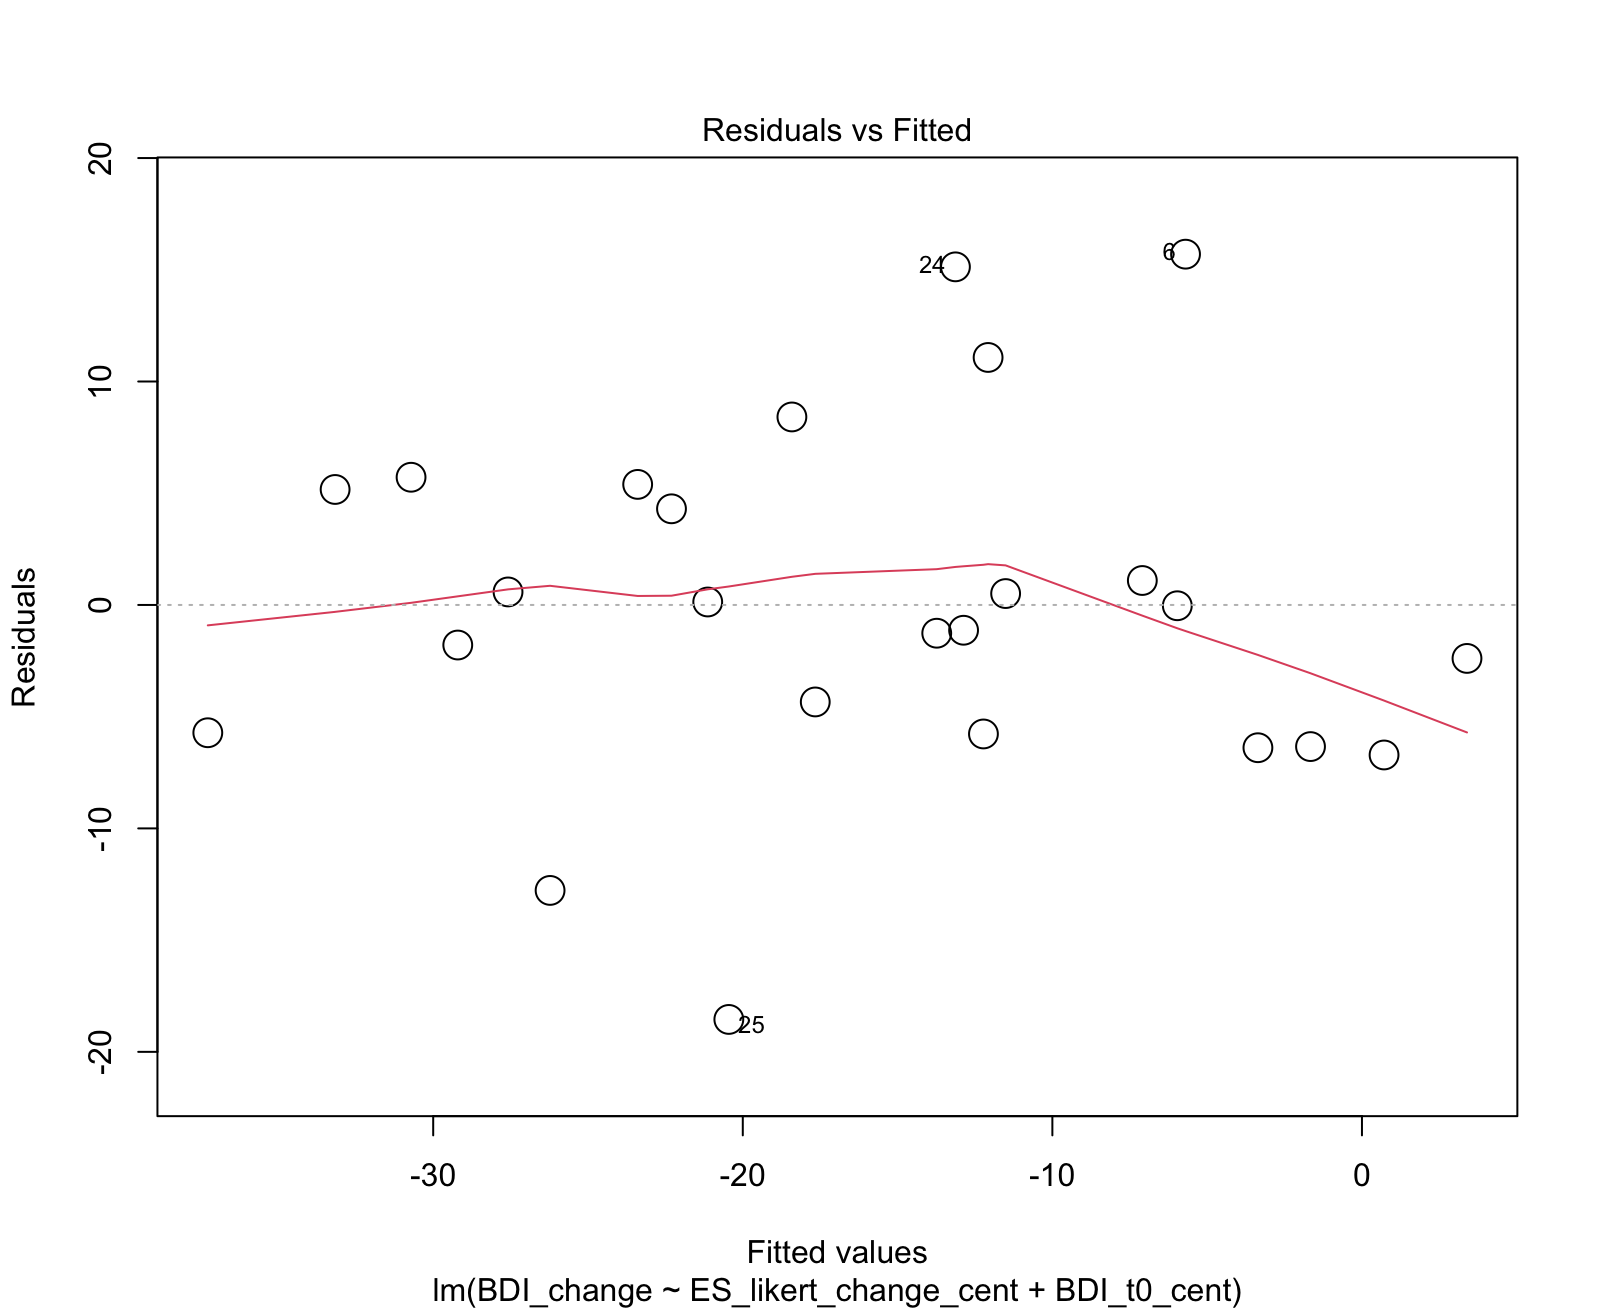 Residuals vs Fitted
20
10
0
-10
-20
Residuals
24
6
25
-30 -20 -10 0
Fitted values
lm(BDI_change ~ ES_likert_change_cent + BDI_t0_cent)